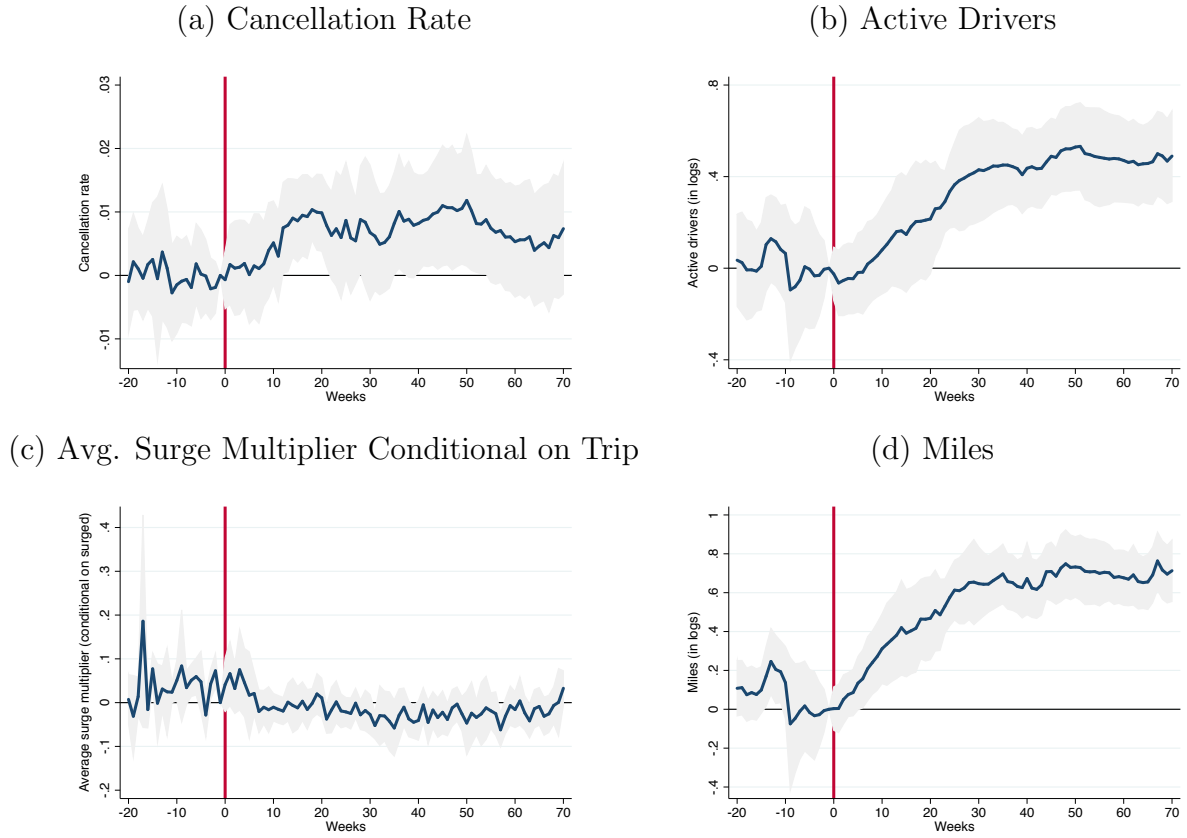 (a) Cancellation Rate
Cancellation rate
.03
.02
.01
0
-.01
-20 -10 0 10 20 30 40 50 60 70
Weeks
(b) Active Drivers
Active drivers (in logs)
.8
.4
0
-.4
-20 -10 0 10 20 30 40 50 60 70
Weeks
(c) Avg. Surge Multiplier Conditional on Trip
Average surge multiplier (conditional on surged)
.4
.3
.2
.1
0
-.1
-.2
-20 -10 0 10 20 30 40 50 60 70
Weeks
(d) Miles
Miles (in logs)
1
.8
.6
.4
.2
0
-.2
-.4
-20 -10 0 10 20 30 40 50 60 70
Weeks